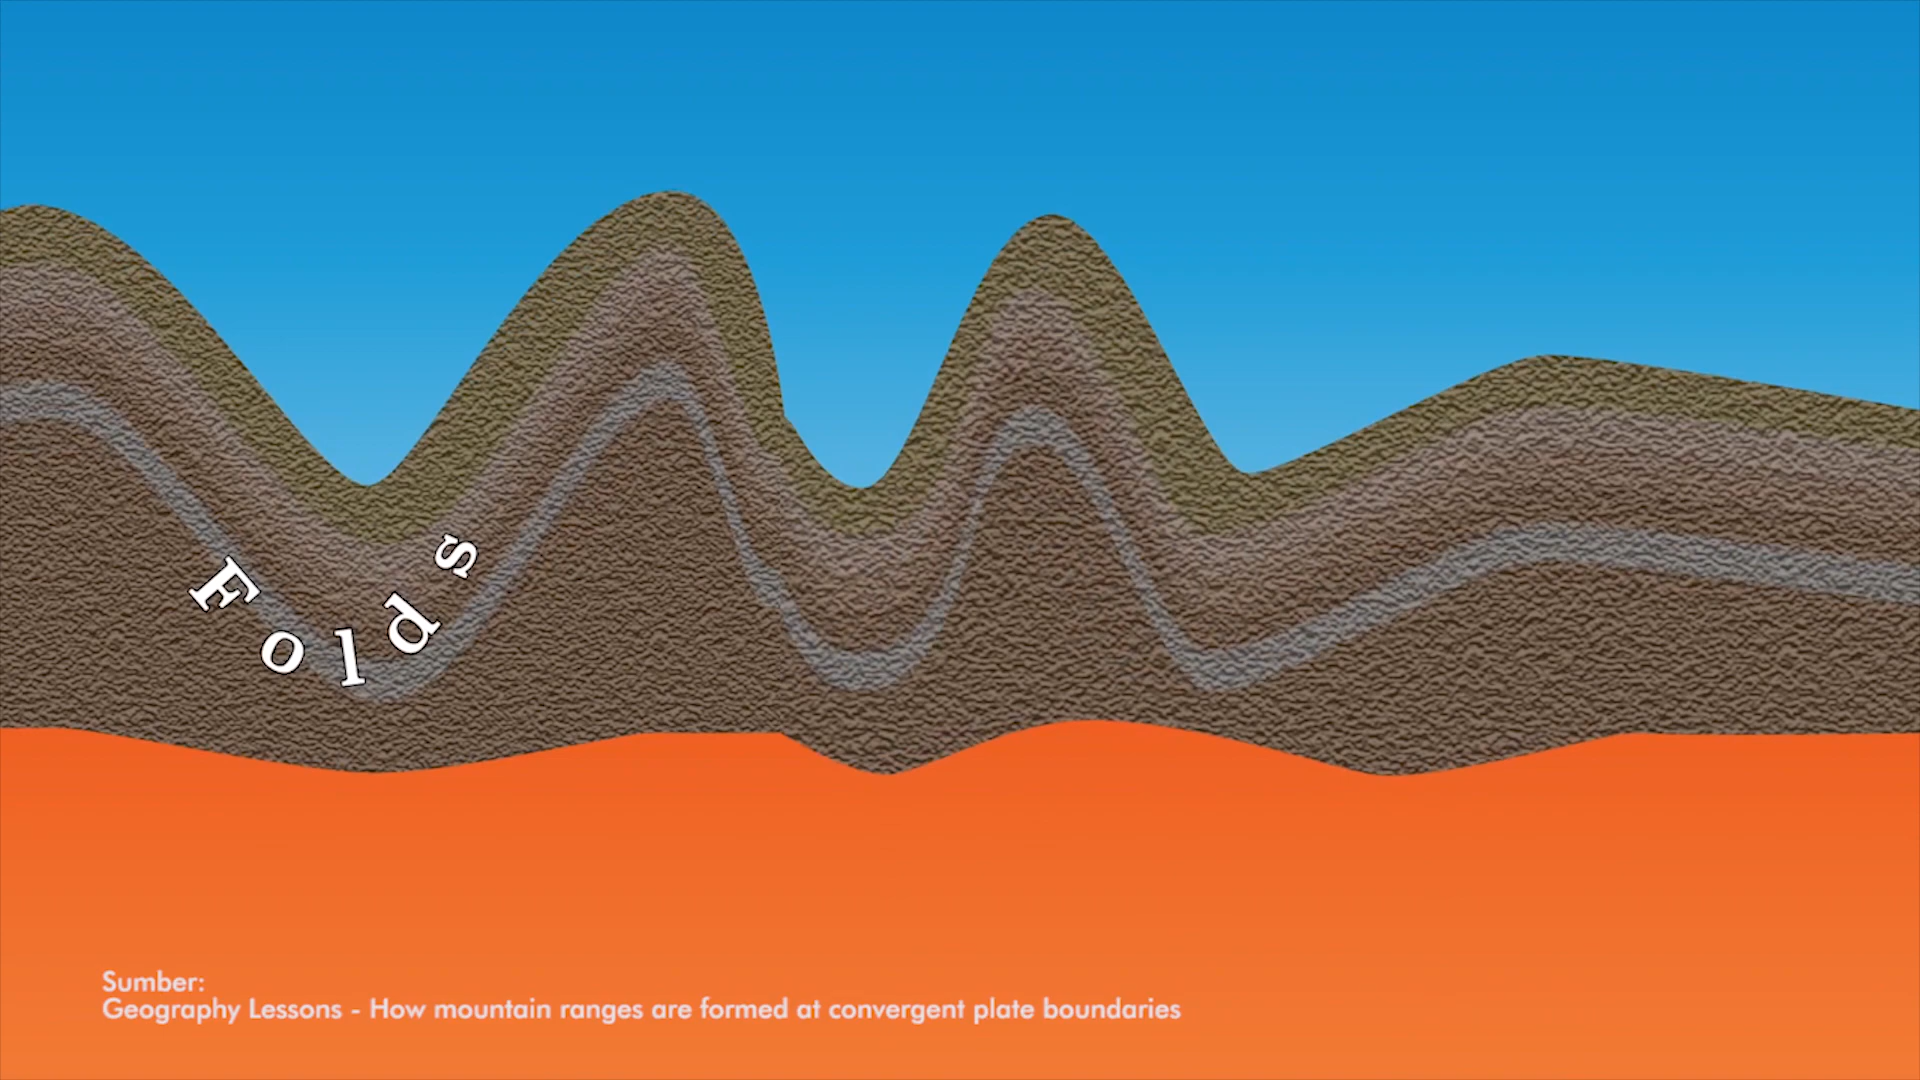 Folds
Sumber:
Geography Lessons - How mountain ranges are formed at convergent plate boundaries